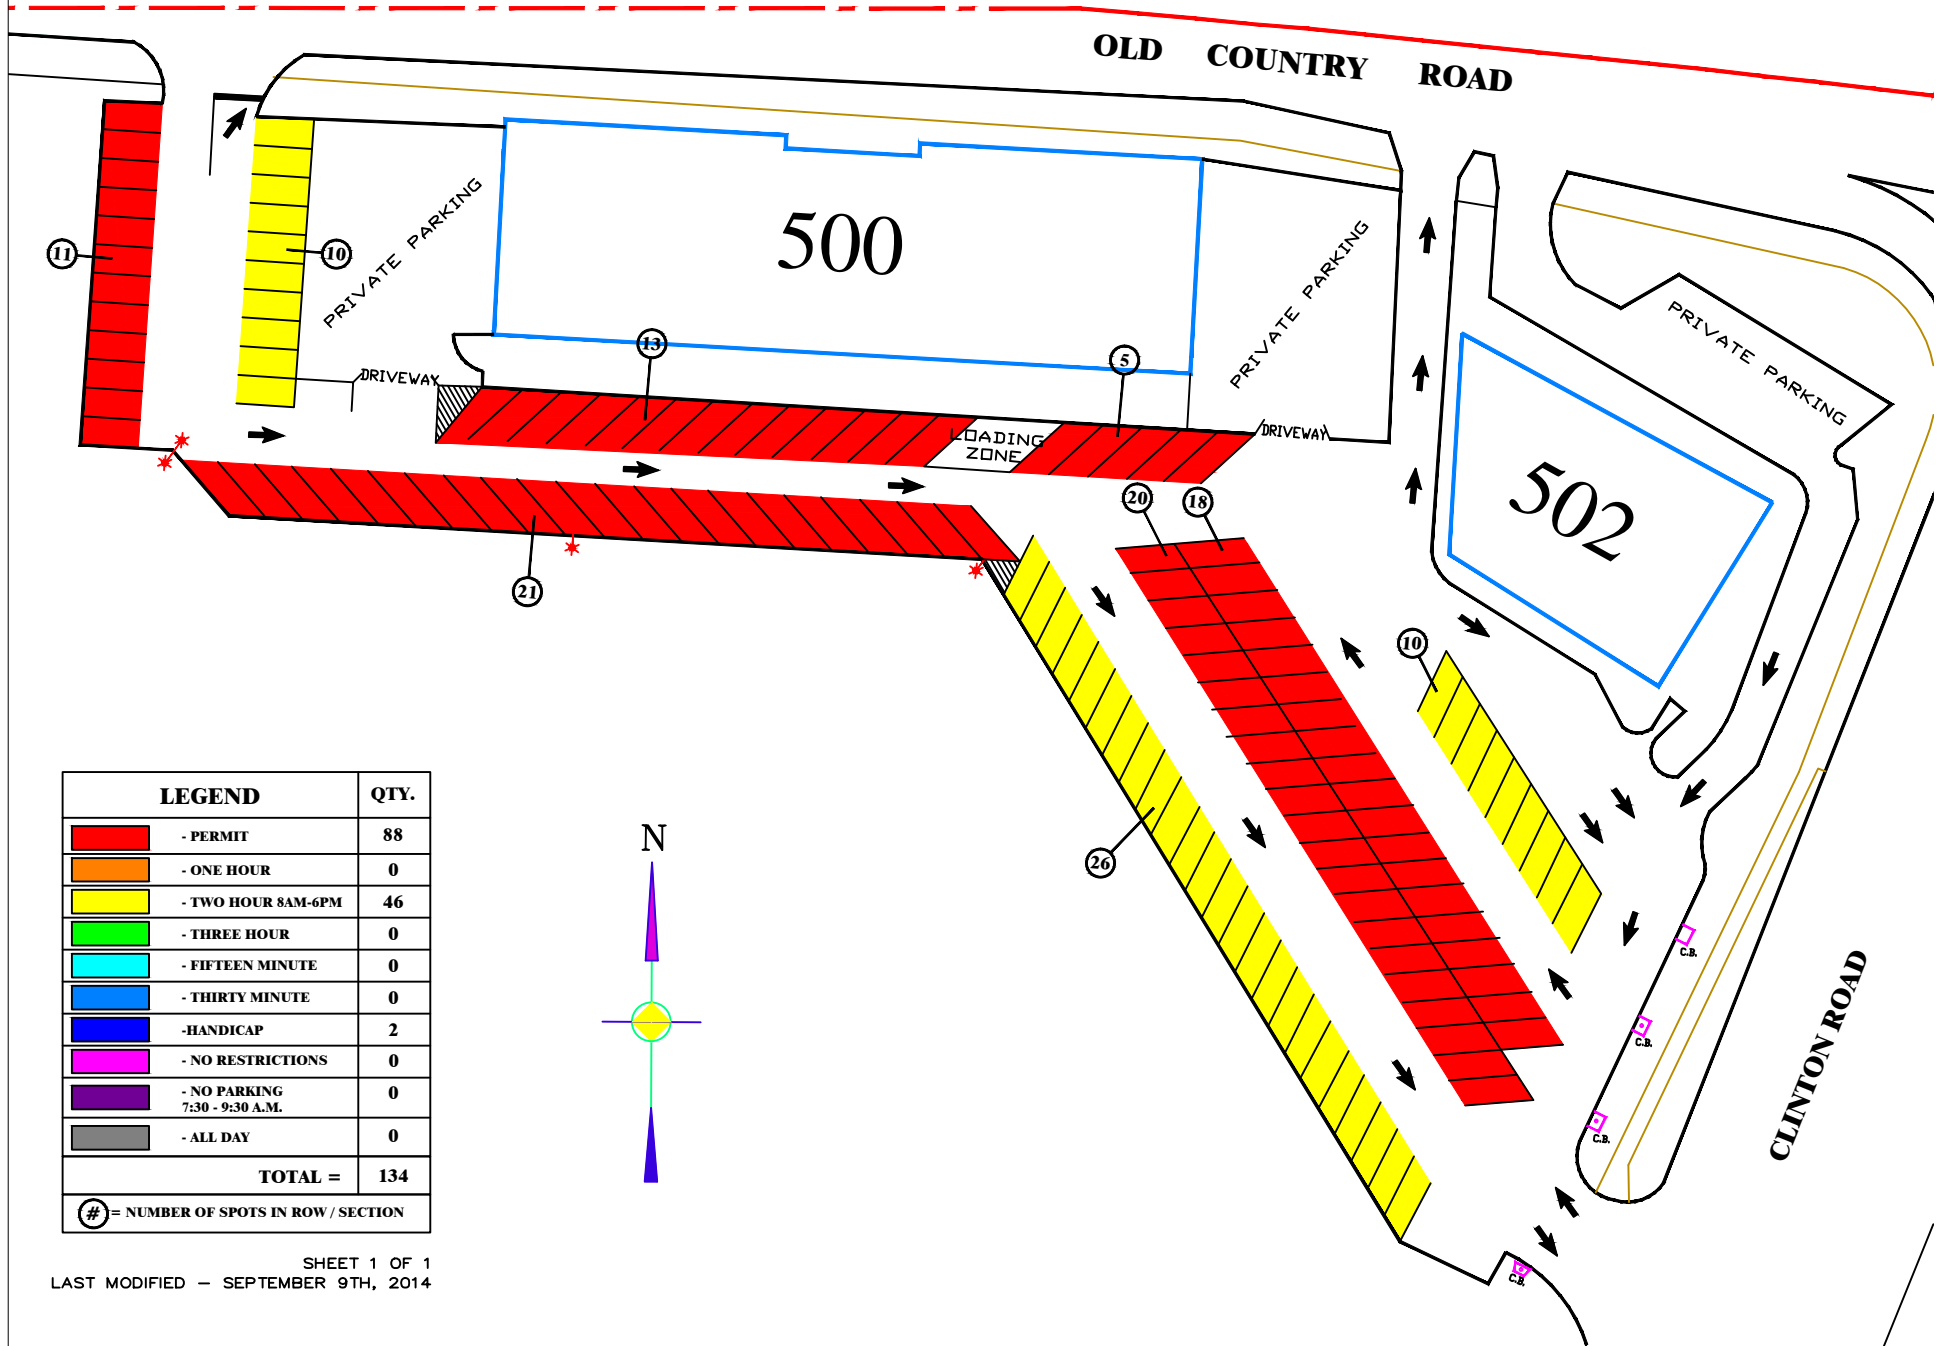 OLD COUNTRY ROAD
11
10
PRIVATE PARKING
500
PRIVATE PARKING
PRIVATE PARKING
13
5
DRIVEWAY
DRIVEWAY
LOADING
ZONE
502
20
18
21
10
26
LEGEND QTY.
- PERMIT 88
- ONE HOUR 0
- TWO HOUR 8AM-6PM 46
- THREE HOUR 0
- FIFTEEN MINUTE 0
- THIRTY MINUTE 0
-HANDICAP 2
- NO RESTRICTIONS 0
- NO PARKING 0
7:30 - 9:30 A.M.
- ALL DAY 0
TOTAL = 134
# = NUMBER OF SPOTS IN ROW / SECTION
SHEET 1 OF 1
LAST MODIFIED – SEPTEMBER 9TH, 2014
N
C.B.
C.B.
C.B.
C.B.
CLINTON ROAD